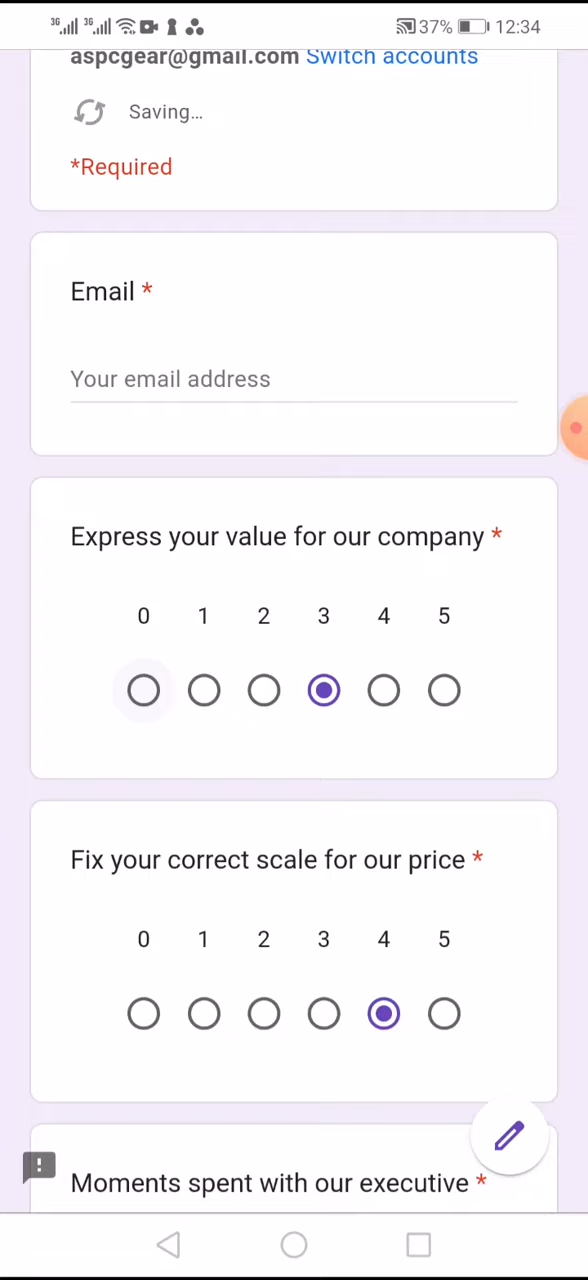 3G 3G 37% 12:34
aspcgear@gmail.com Switch accounts
Saving...
*Required
Email *
Your email address
Express your value for our company *
0 1 2 3 4 5
Fix your correct scale for our price *
0 1 2 3 4 5
Moments spent with our executive *